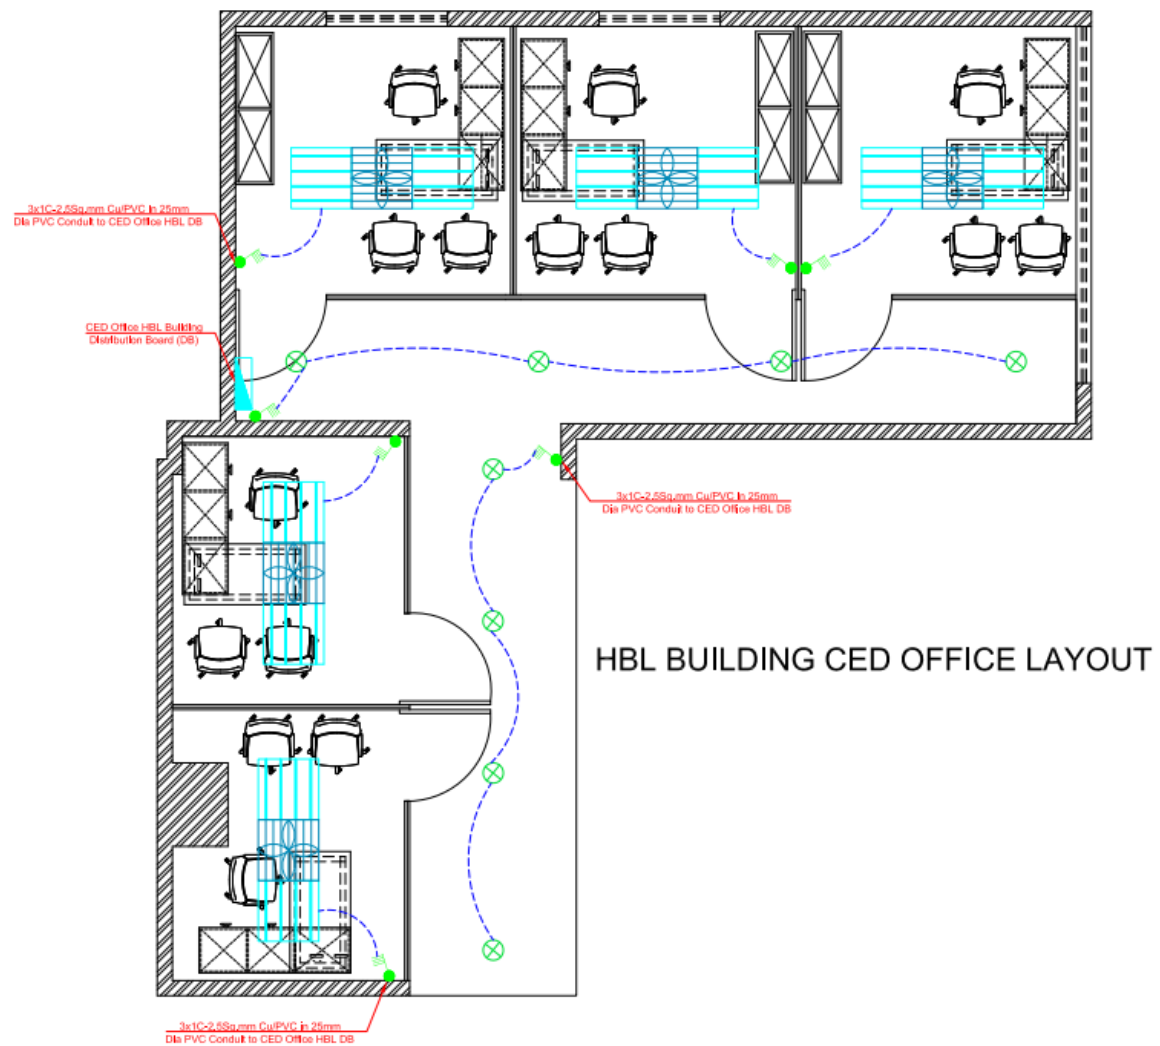 3x1C-2.5Sq.mm Cu/PVC in 25mm
Dia PVC Conduit to CED Office HBL DB
CED Office HBL Building
Distribution Board (DB)
3x1C-2.5Sq.mm Cu/PVC in 25mm
Dia PVC Conduit to CED Office HBL DB
HBL BUILDING CED OFFICE LAYOUT
3x1C-2.5Sq.mm Cu/PVC in 25mm
Dia PVC Conduit to CED Office HBL DB